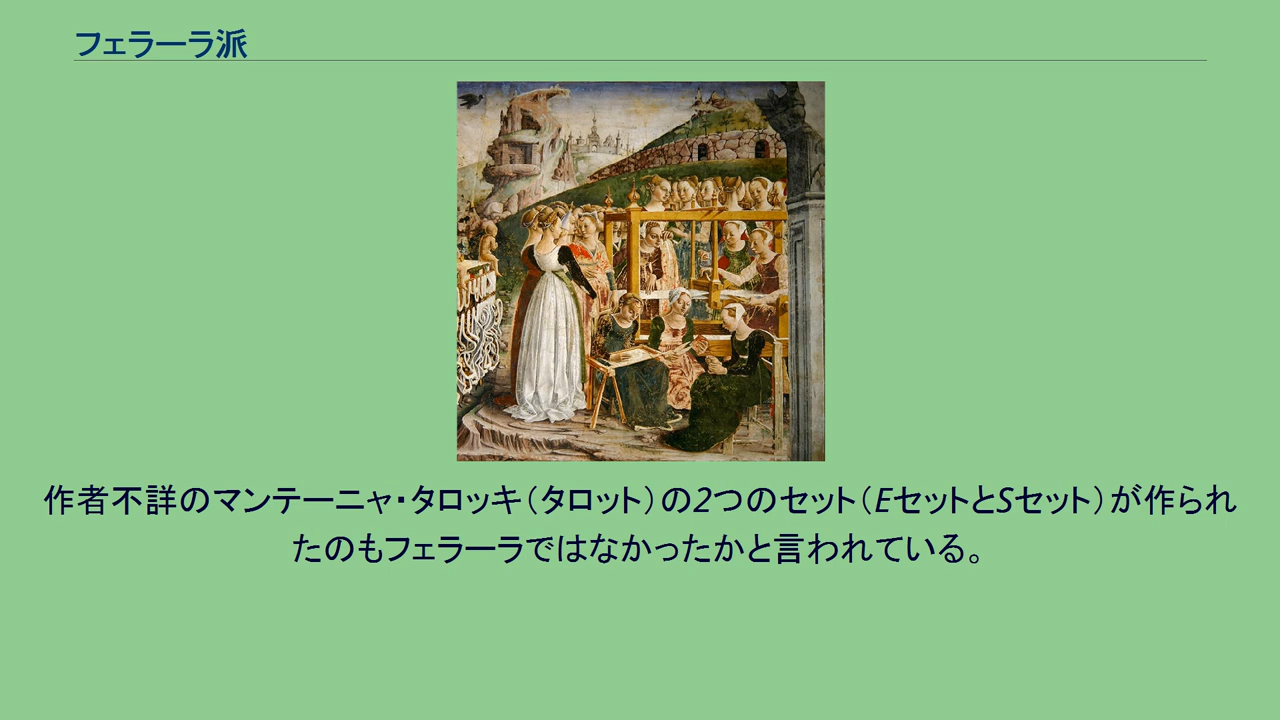 フェラーラ派
作者不詳のマンテーニャ・タロッキ（タロット）の2つのセット（EセットとSセット）が作られ
たのもフェラーラではなかったかと言われている。